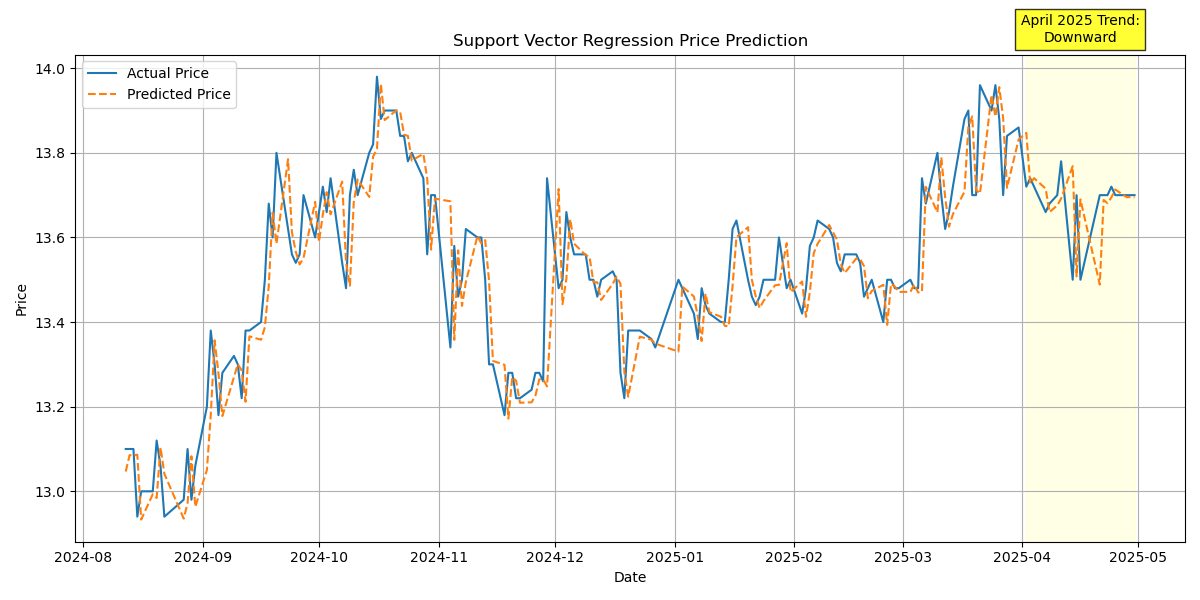 April 2025 Trend:
Downward
Support Vector Regression Price Prediction
Actual Price
Predicted Price
Price
14.0
13.8
13.6
13.4
13.2
13.0
2024-08
2024-09
2024-10
2024-11
2024-12
2025-01
2025-02
2025-03
2025-04
2025-05
Date